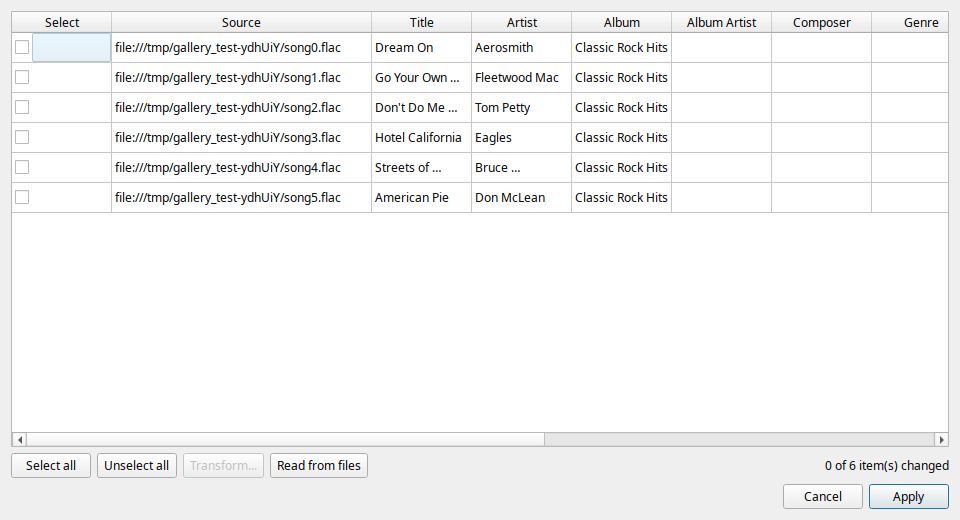 Select Source Title Artist Album Album Artist Composer Genre
file:///tmp/gallery_test-ydhUiY/song0.flac Dream On Aerosmith Classic Rock Hits
file:///tmp/gallery_test-ydhUiY/song1.flac Go Your Own ... Fleetwood Mac Classic Rock Hits
file:///tmp/gallery_test-ydhUiY/song2.flac Don't Do Me ... Tom Petty Classic Rock Hits
file:///tmp/gallery_test-ydhUiY/song3.flac Hotel California Eagles Classic Rock Hits
file:///tmp/gallery_test-ydhUiY/song4.flac Streets of ... Bruce ... Classic Rock Hits
file:///tmp/gallery_test-ydhUiY/song5.flac American Pie Don McLean Classic Rock Hits
Select all Unselect all Transform... Read from files 0 of 6 item(s) changed
Cancel Apply